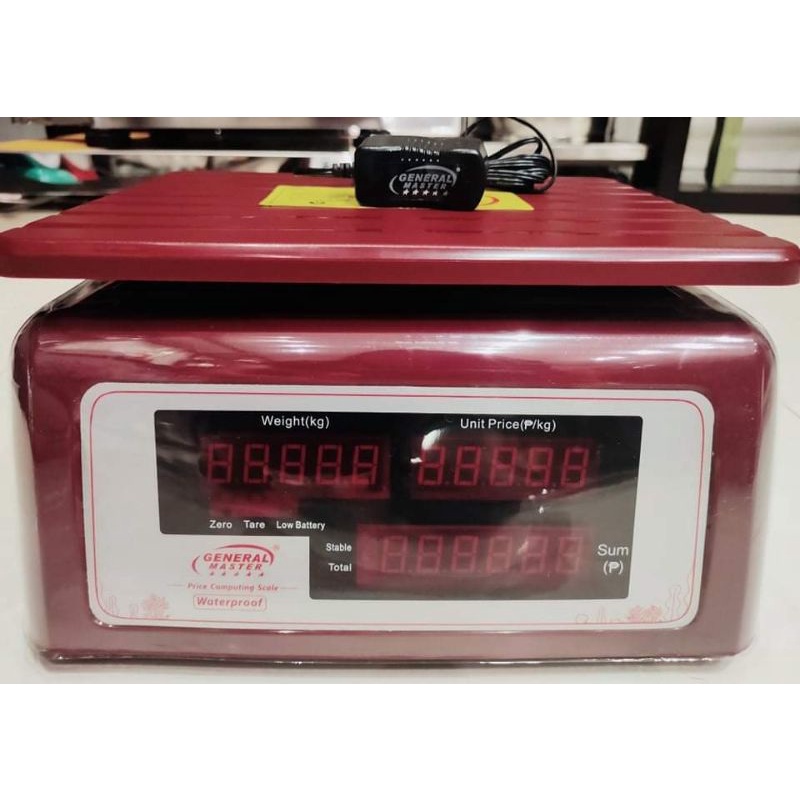 GENERAL
MASTER
Weight(kg)
Unit Price(₱/kg)
Zero Tare Low Battery
Stable
Total
Sum
(₱)
GENERAL
MASTER
Price Computing Scale
Waterproof